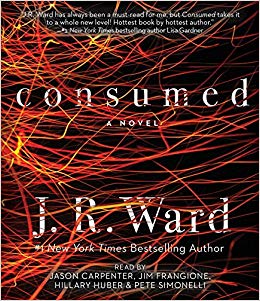 "J.R. Ward has always been a must-read for me, but Consumed takes it
to a whole new level! Hottest book by hottest author."
—#1 New York Times bestselling author Lisa Gardner
consumed
A NOVEL
J. R. Ward
#1 New York Times Bestselling Author
READ BY
JASON CARPENTER, JIM FRANGIONE,
HILLARY HUBER & PETE SIMONELLI